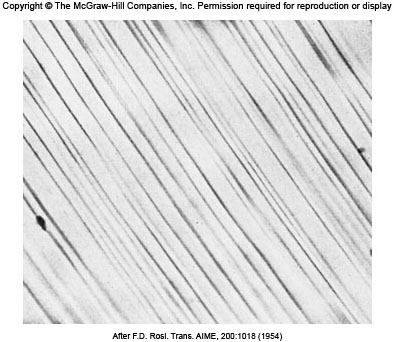 Copyright © The McGraw-Hill Companies, Inc. Permission required for reproduction or display
After F.D. Rosi. Trans. AIME, 200:1018 (1954)